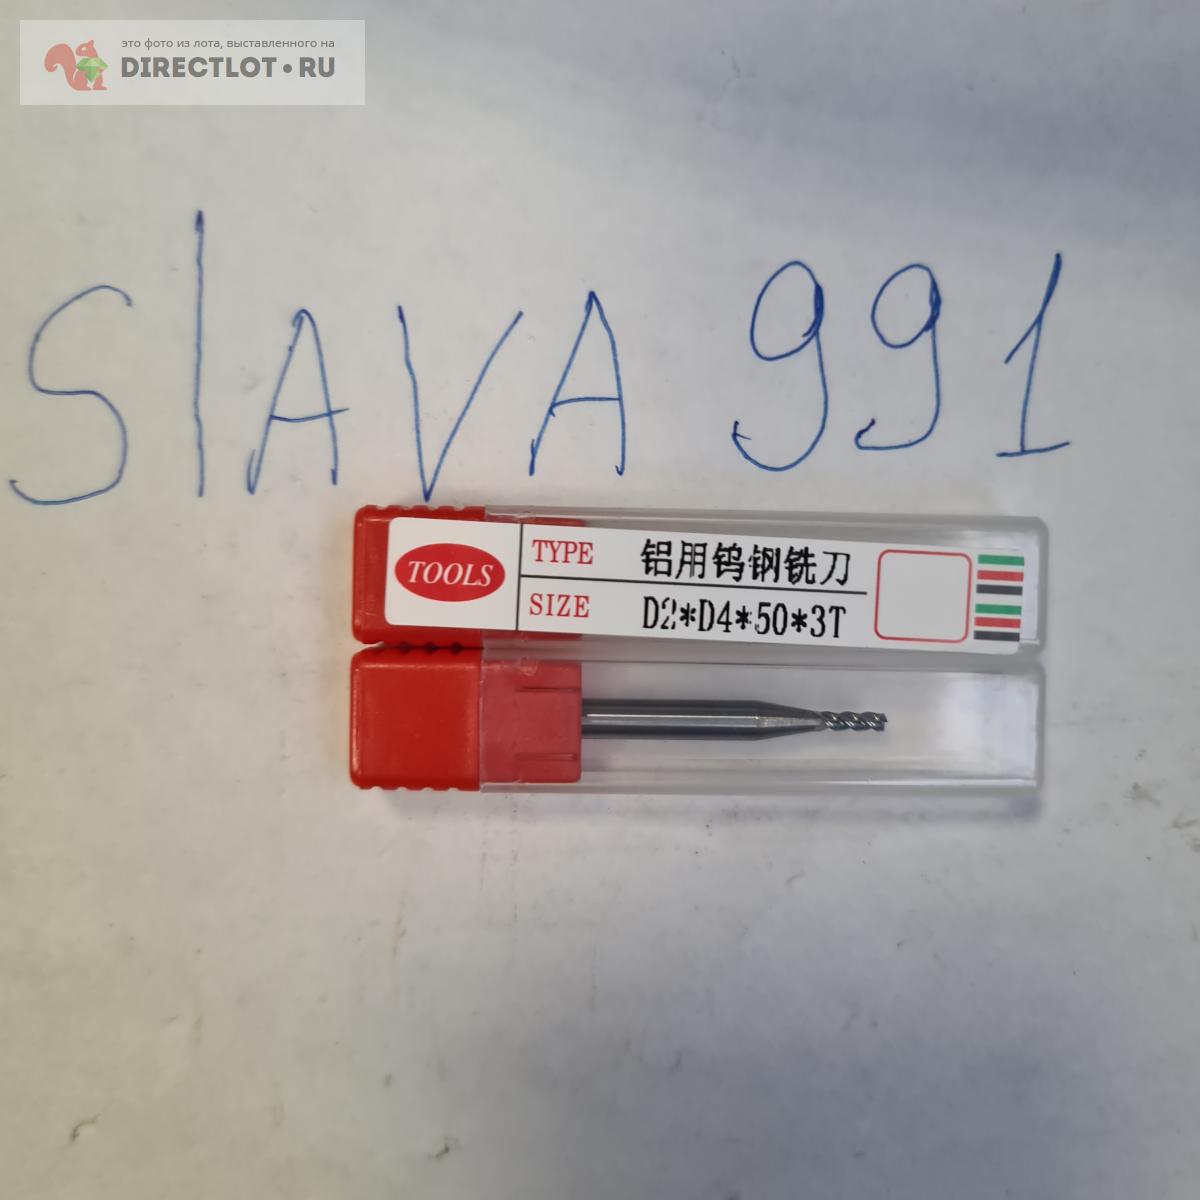 это фото из лота, выставленного на
DIRECTLOT•RU
SlAVA 991
TOOLS
TYPE 铝用钨钢铣刀
SIZE D2*D4*50*3T